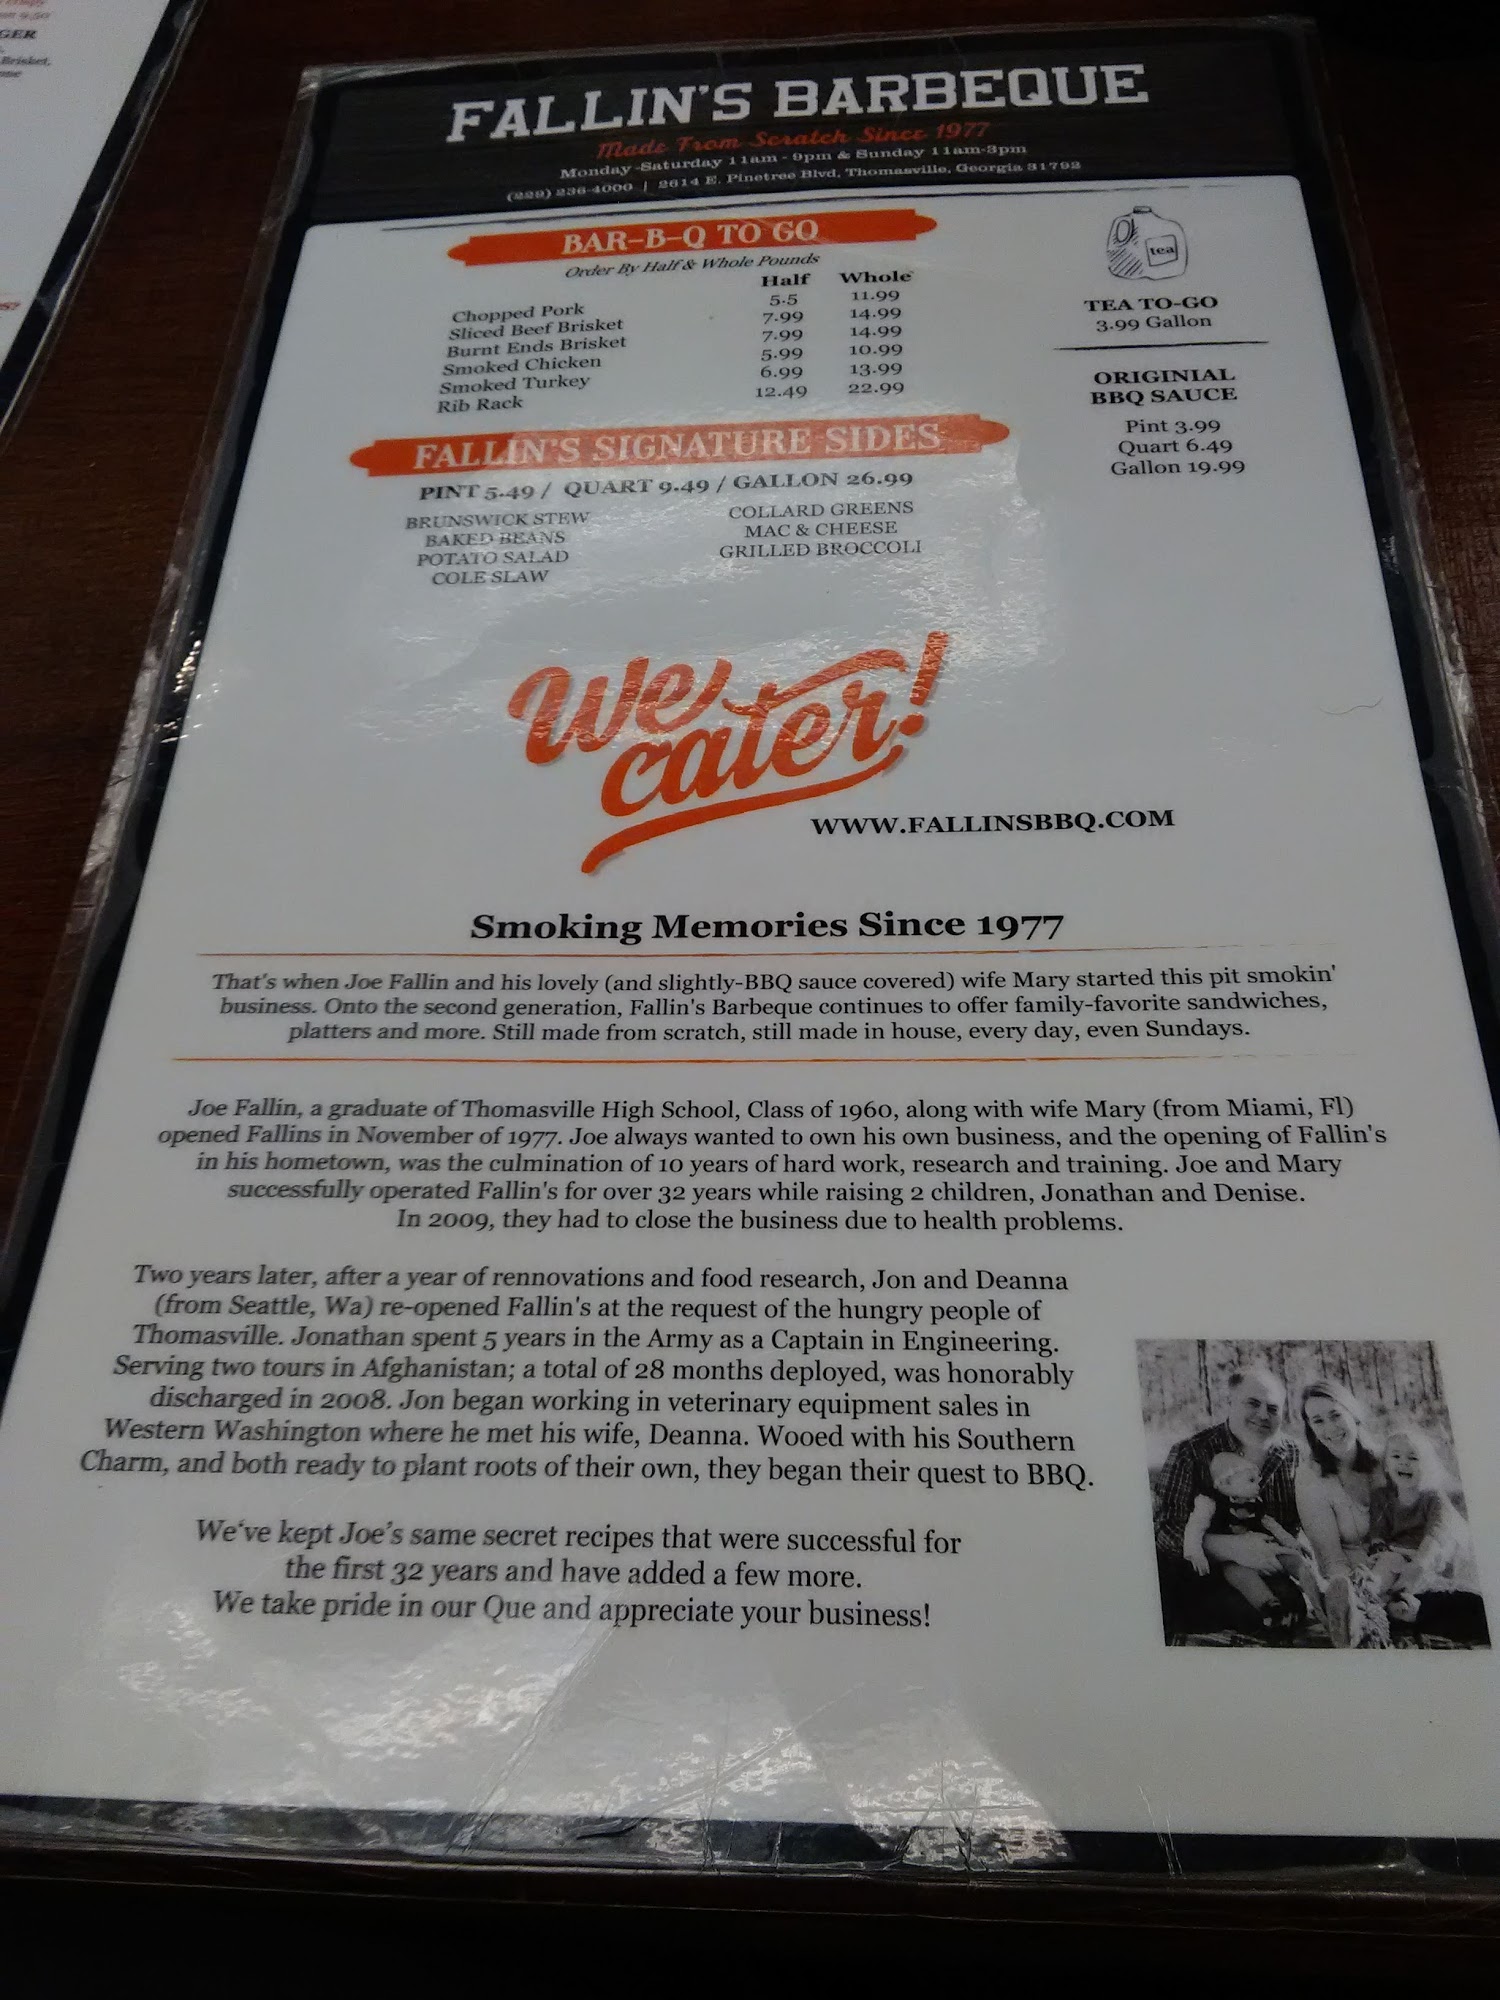 GER
Brisket,
FALLIN'S BARBEQUE
Made From Scratch Since 1977
Monday-Saturday 11am - 9pm & Sunday 11am-3pm
(229) 236-4000 | 2614 E. Pinetree Blvd, Thomasville, Georgia 31792
BAR-B-Q TO GO
Order By Half & Whole Pounds
Half Whole
Chopped Pork 5.5 11.99
Sliced Beef Brisket 7.99 14.99
Burnt Ends Brisket 7.99 14.99
Smoked Chicken 5.99 10.99
Smoked Turkey 6.99 13.99
Rib Rack 12.49 22.99
tea
TEA TO-GO
3.99 Gallon
ORIGINIAL
BBQ SAUCE
Pint 3.99
Quart 6.49
Gallon 19.99
FALLIN'S SIGNATURE SIDES
PINT 5.49 / QUART 9.49 / GALLON 26.99
BRUNSWICK STEW
BAKED BEANS
POTATO SALAD
COLE SLAW
COLLARD GREENS
MAC & CHEESE
GRILLED BROCCOLI
We
cater!
WWW.FALLINSBBQ.COM
Smoking Memories Since 1977
That's when Joe Fallin and his lovely (and slightly-BBQ sauce covered) wife Mary started this pit smokin'
business. Onto the second generation, Fallin's Barbeque continues to offer family-favorite sandwiches,
platters and more. Still made from scratch, still made in house, every day, even Sundays.
Joe Fallin, a graduate of Thomasville High School, Class of 1960, along with wife Mary (from Miami, Fl)
opened Fallins in November of 1977. Joe always wanted to own his own business, and the opening of Fallin's
in his hometown, was the culmination of 10 years of hard work, research and training. Joe and Mary
successfully operated Fallin's for over 32 years while raising 2 children, Jonathan and Denise.
In 2009, they had to close the business due to health problems.
Two years later, after a year of rennovations and food research, Jon and Deanna
(from Seattle, Wa) re-opened Fallin's at the request of the hungry people of
Thomasville. Jonathan spent 5 years in the Army as a Captain in Engineering.
Serving two tours in Afghanistan; a total of 28 months deployed, was honorably
discharged in 2008. Jon began working in veterinary equipment sales in
Western Washington where he met his wife, Deanna. Wooed with his Southern
Charm, and both ready to plant roots of their own, they began their quest to BBQ.
We've kept Joe's same secret recipes that were successful for
the first 32 years and have added a few more.
We take pride in our Que and appreciate your business!